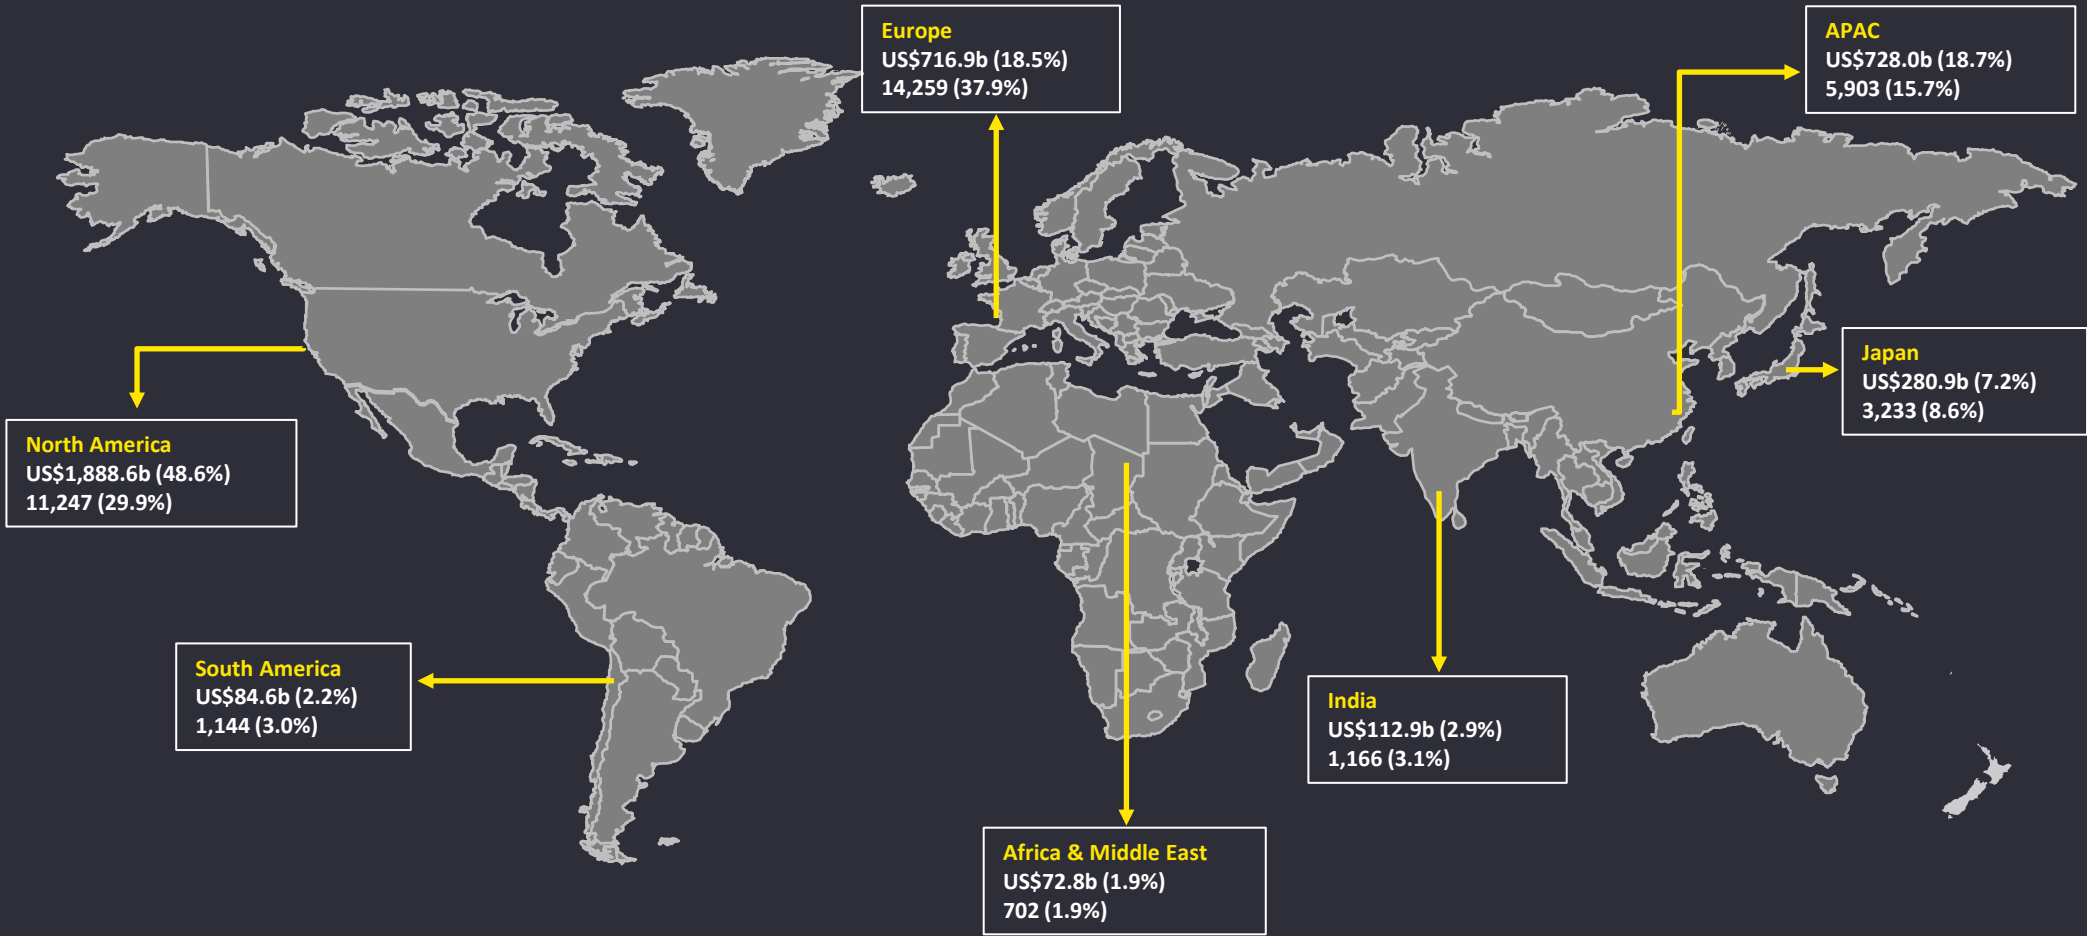 Europe
US$716.9b (18.5%)
14,259 (37.9%)
APAC
US$728.0b (18.7%)
5,903 (15.7%)
Japan
US$280.9b (7.2%)
3,233 (8.6%)
North America
US$1,888.6b (48.6%)
11,247 (29.9%)
South America
US$84.6b (2.2%)
1,144 (3.0%)
India
US$112.9b (2.9%)
1,166 (3.1%)
Africa & Middle East
US$72.8b (1.9%)
702 (1.9%)